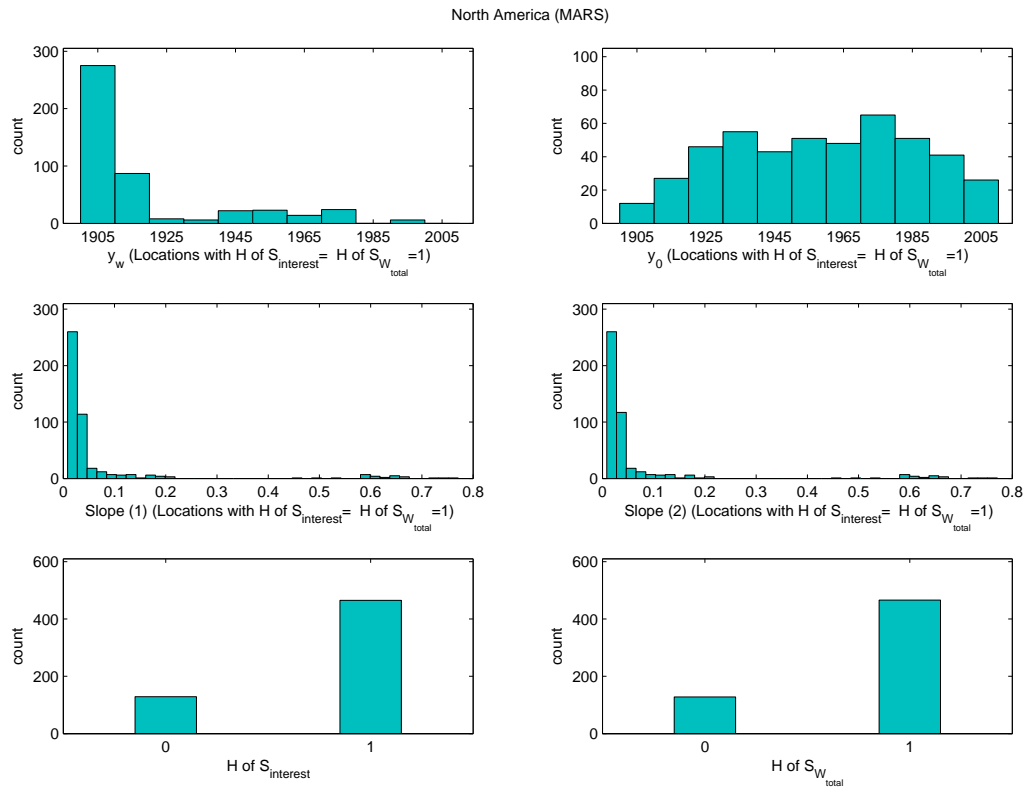 North America (MARS)
300
200
100
0
count
1905 1925 1945 1965 1985 2005
y_w (Locations with H of S_interest= H of S_W_total =1)
100
80
60
40
20
0
count
1905 1925 1945 1965 1985 2005
y_0 (Locations with H of S_interest= H of S_W_total =1)
300
200
100
0
count
0 0.1 0.2 0.3 0.4 0.5 0.6 0.7 0.8
Slope (1) (Locations with H of S_interest= H of S_W_total =1)
300
200
100
0
count
0 0.1 0.2 0.3 0.4 0.5 0.6 0.7 0.8
Slope (2) (Locations with H of S_interest= H of S_W_total =1)
600
400
200
0
count
0 1
H of S_interest
600
400
200
0
count
0 1
H of S_W_total